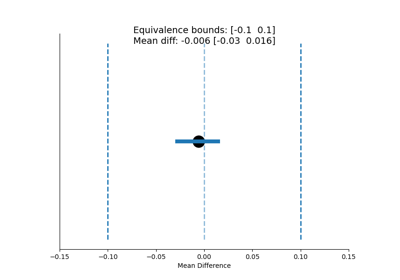 Equivalence bounds: [-0.1  0.1]
Mean diff: -0.006 [-0.03  0.016]
−0.15 −0.10 −0.05 0.00 0.05 0.10 0.15
Mean Difference